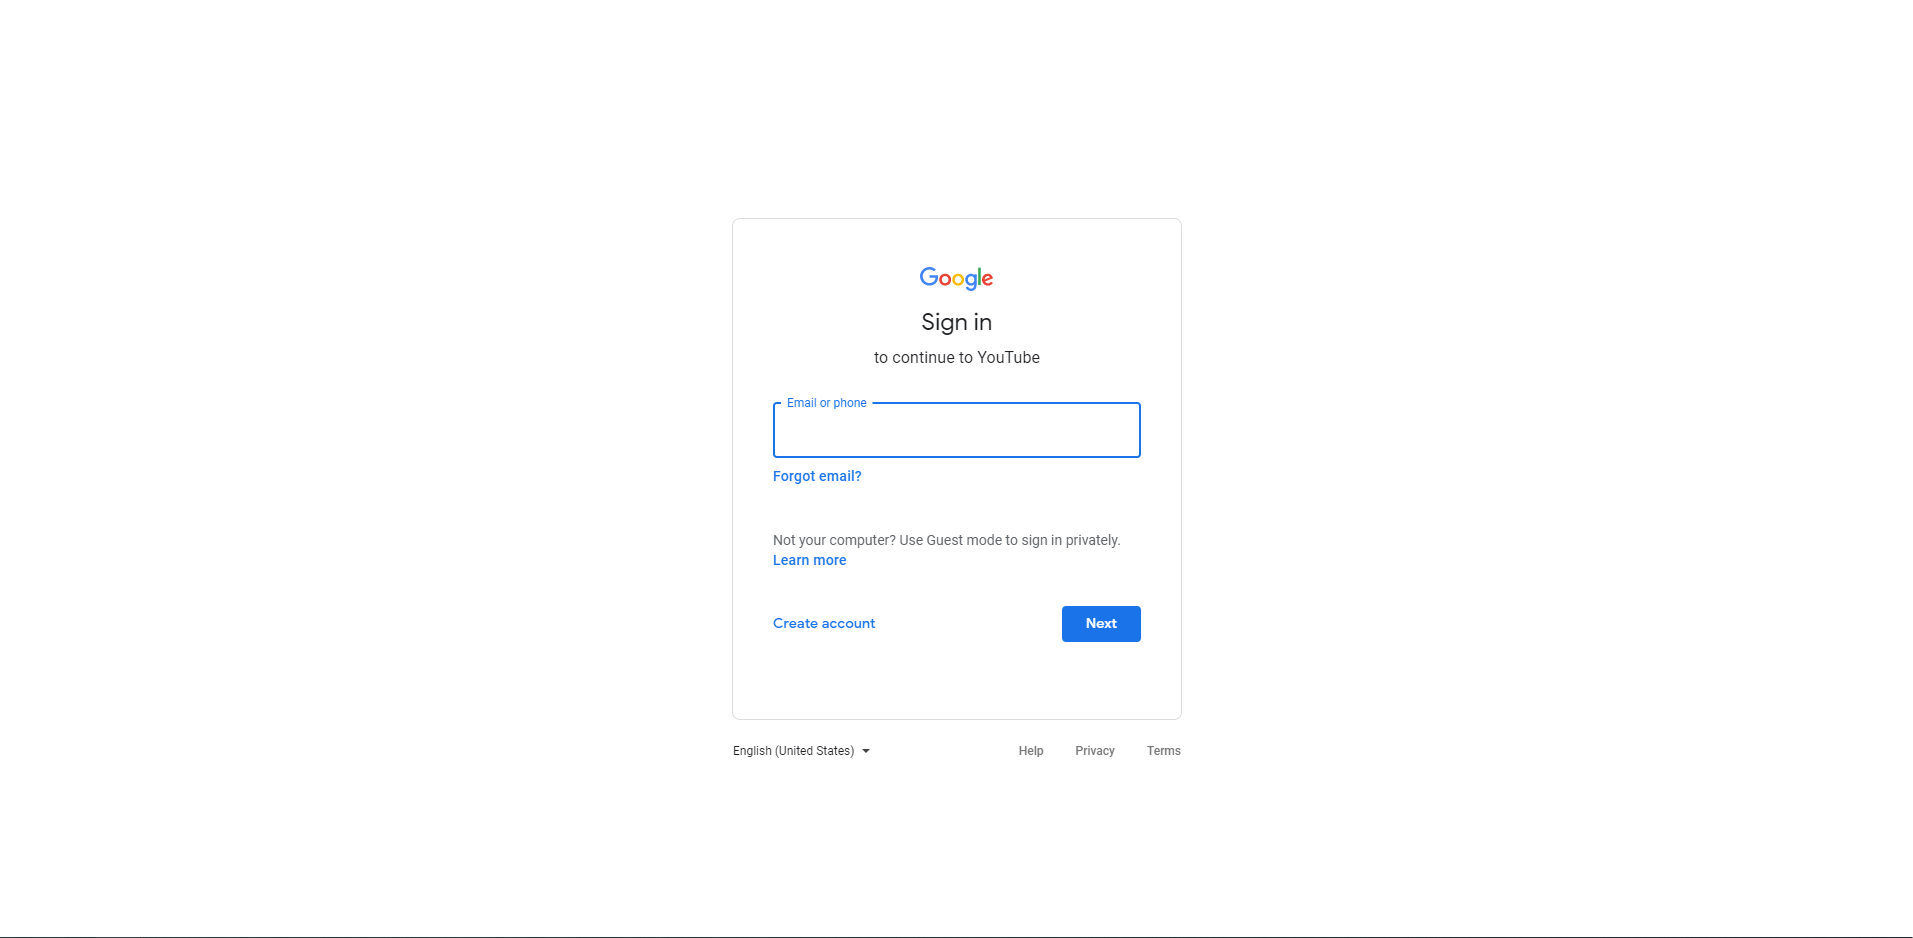 Google
Sign in
to continue to YouTube
Email or phone
Forgot email?
Not your computer? Use Guest mode to sign in privately.
Learn more
Create account
Next
English (United States)
Help
Privacy
Terms